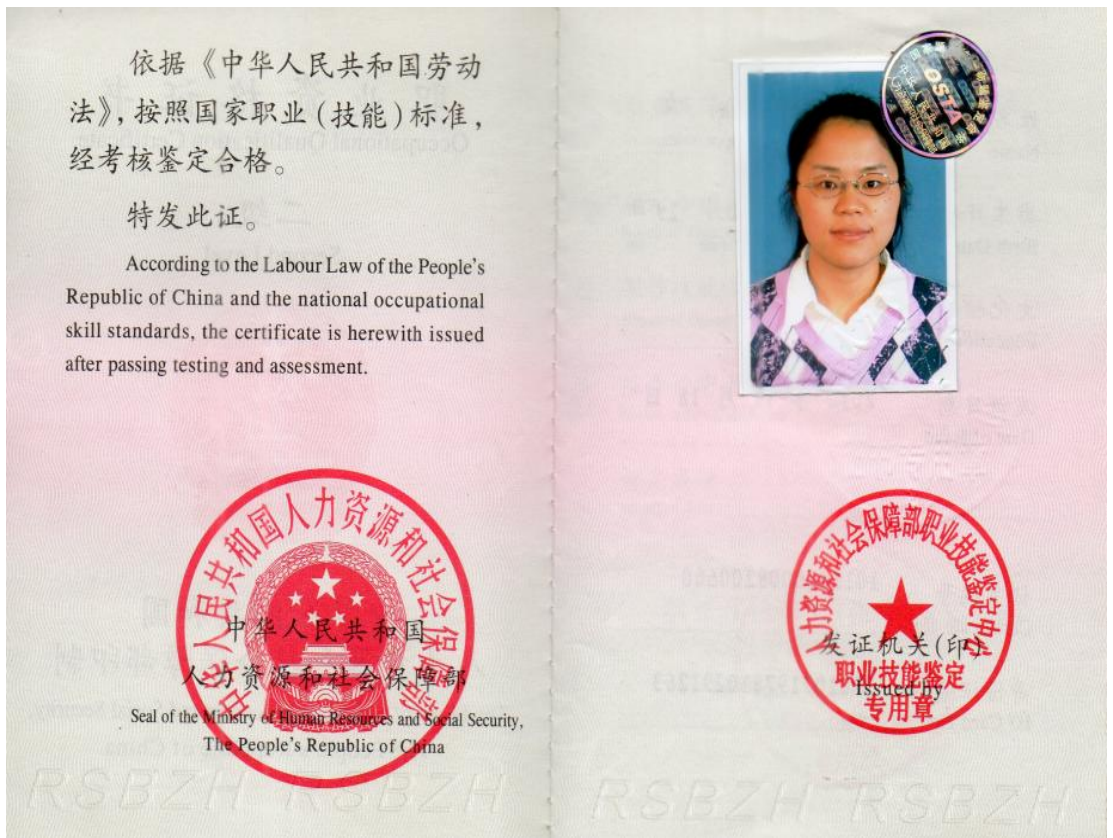 依据《中华人民共和国劳动
法》，按照国家职业（技能）标准，
经考核鉴定合格。
特发此证。
According to the Labour Law of the People's
Republic of China and the national occupational
skill standards, the certificate is herewith issued
after passing testing and assessment.
中华人民共和国人力资源和社会保障部
中华人民共和国
人力资源和社会保障部
Seal of the Ministry of Human Resources and Social Security,
The People's Republic of China
RSBZH RSBZH
OSTA
人力资源和社会保障部职业技能鉴定中心
发证机关(印)
职业技能鉴定
Issued by
专用章
RSBZH RSBZH